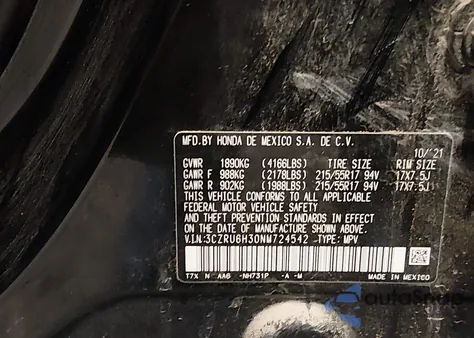 MFD.BY HONDA DE MEXICO S.A. DE C.V.
10/21
GVWR 1890KG (4166LBS) TIRE SIZE RIM SIZE
GAWR F 988KG (2178LBS) 215/55R17 94V 17X7.5J
GAWR R 902KG (1988LBS) 215/55R17 94V 17X7.5J
THIS VEHICLE CONFORMS TO ALL APPLICABLE
FEDERAL MOTOR VEHICLE SAFETY
AND THEFT PREVENTION STANDARDS IN EFFECT
ON THE DATE OF MANUFACTURE SHOWN ABOVE.
V.I.N:3CZRU6H30NM724542 -TYPE: MPV
T7X N AA6 -NH731P -A -M
MADE IN MEXICO